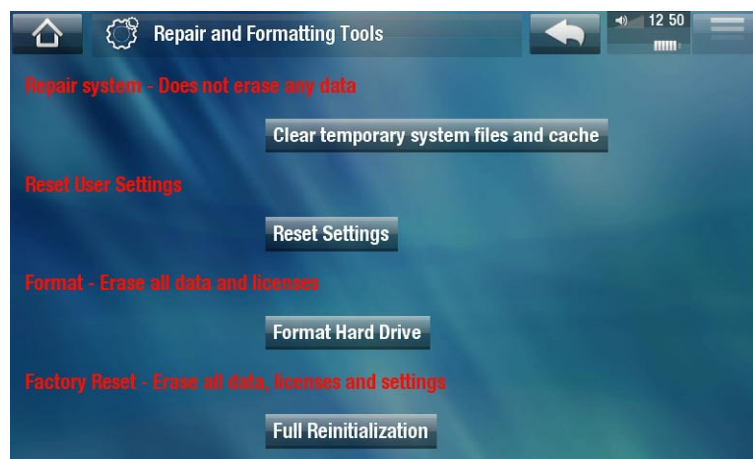 Repair and Formatting Tools
12 50
Repair system - Does not erase any data
Clear temporary system files and cache
Reset User Settings
Reset Settings
Format - Erase all data and licenses
Format Hard Drive
Factory Reset - Erase all data, licenses and settings
Full Reinitialization